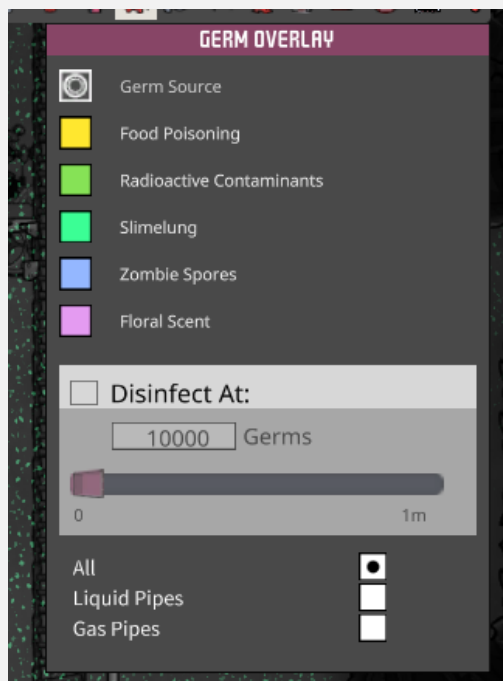 GERM OVERLAY
Germ Source
Food Poisoning
Radioactive Contaminants
Slimelung
Zombie Spores
Floral Scent
Disinfect At:
10000 Germs
0 1m
All
Liquid Pipes
Gas Pipes